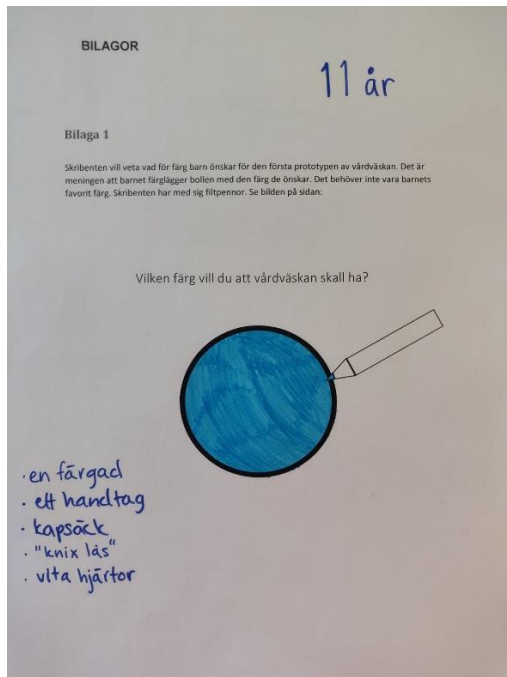 BILAGOR
11 år
Bilaga 1
Skribenten vill veta vad för färg barn önskar för den första prototypen av vårdväskan. Det är
meningen att barnet färglägger bollen med den färg de önskar. Det behöver inte vara barnets
favorit färg. Skribenten har med sig filtpennor. Se bilden på sidan:
Vilken färg vill du att vårdväskan skall ha?
· en färgad
· ett handtag
· kapsäck
· "knix lås"
· vita hjärtor